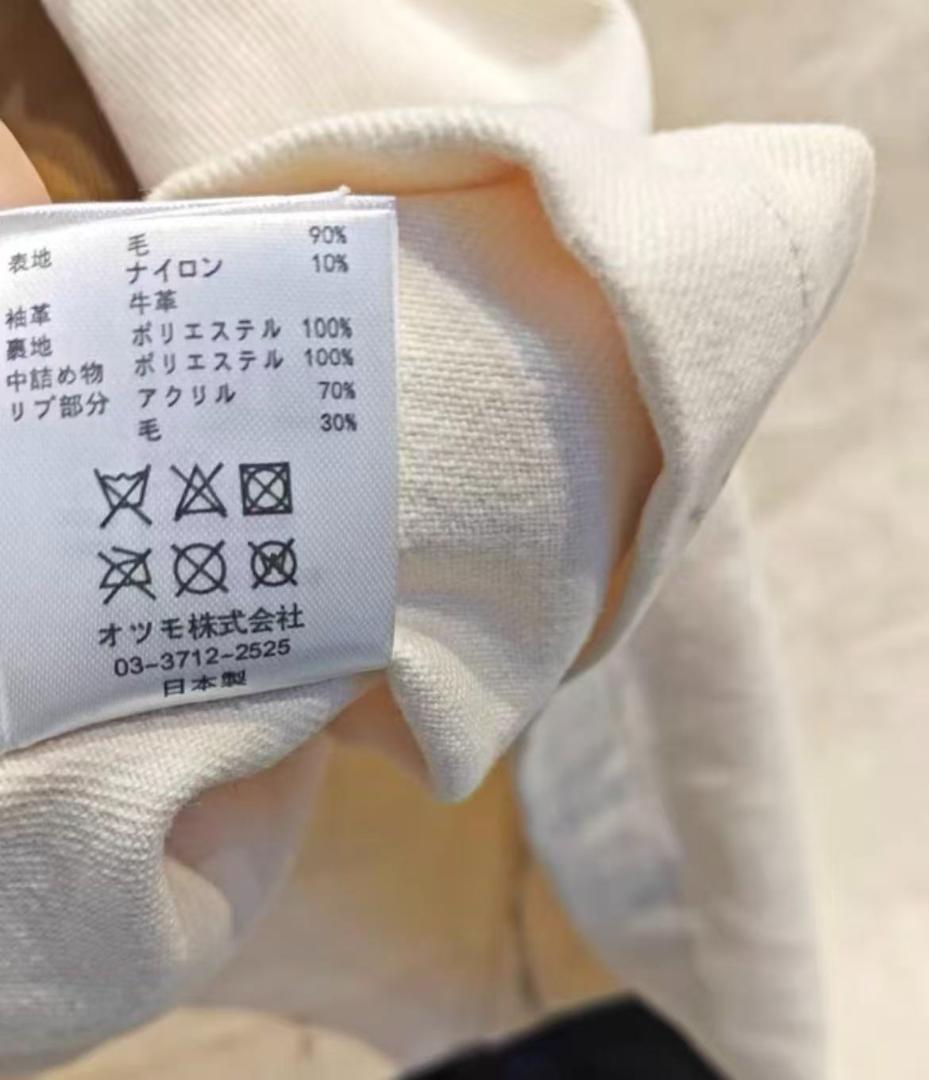 表地 毛 90%
ナイロン 10%
袖革 牛革
裏地 ポリエステル 100%
中詰め物 ポリエステル 100%
リブ部分 アクリル 70%
毛 30%
W
オツモ株式会社
03-3712-2525
日本製